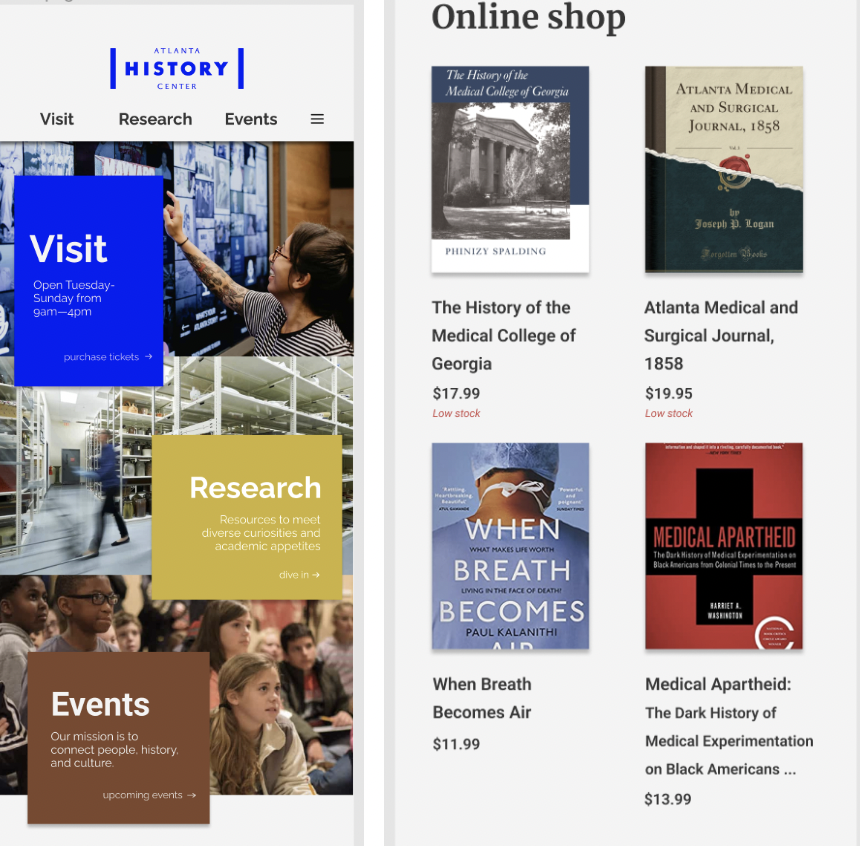 ATLANTA
HISTORY
CENTER
Visit Research Events
Visit
Open Tuesday-
Sunday from
9am—4pm
purchase tickets →
Research
Resources to meet
diverse curiosities and
academic appetites
dive in →
Events
Our mission is to
connect people, history,
and culture.
upcoming events →
Online shop
The History of the
Medical College of Georgia
PHINIZY SPALDING
The History of the
Medical College of
Georgia
$17.99
Low stock
ATLANTA MEDICAL
AND SURGICAL
JOURNAL, 1858
by
Joseph P. Logan
Forgotten Books
Atlanta Medical and
Surgical Journal,
1858
$19.95
Low stock
WHEN
WHAT MAKES LIFE WORTH
BREATH
LIVING IN THE FACE OF DEATH?
BECOMES
PAUL KALANITHI
AIR
When Breath
Becomes Air
$11.99
MEDICAL APARTHEID
The Dark History of Medical Experimentation on
Black Americans from Colonial Times to the Present
HARRIET A.
WASHINGTON
Medical Apartheid:
The Dark History of
Medical Experimentation
on Black Americans ...
$13.99